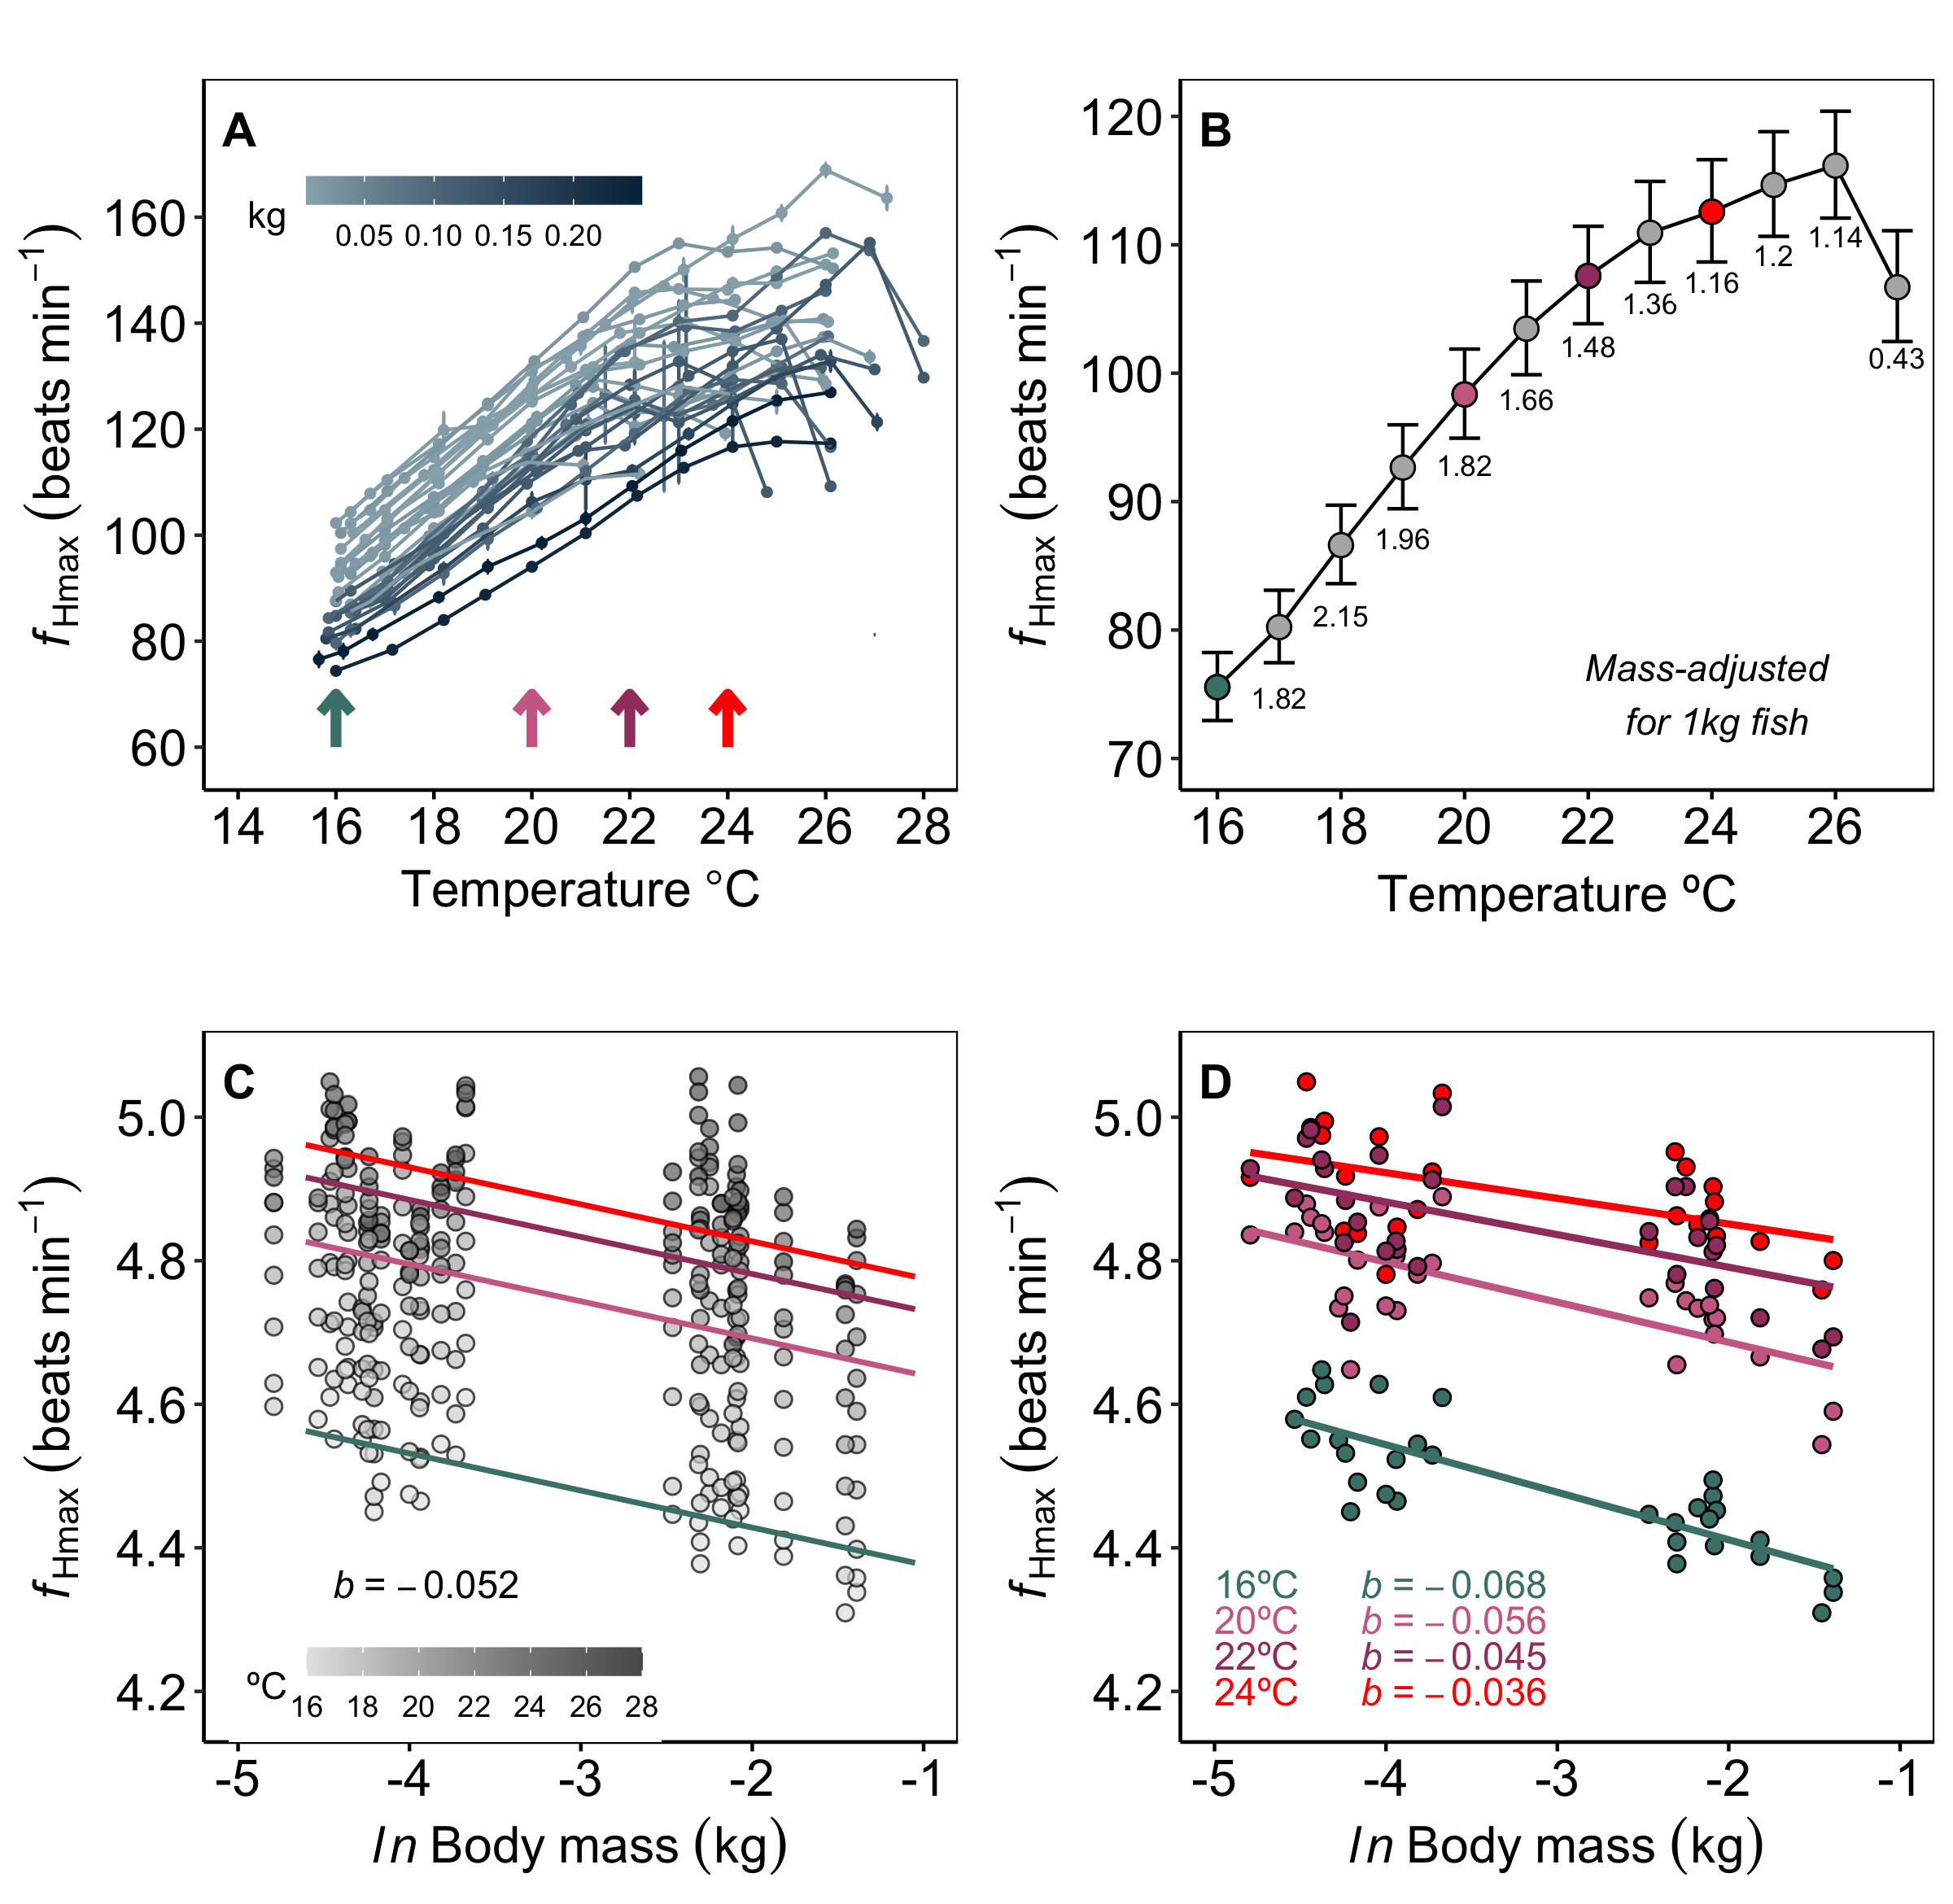 A
kg
0.05 0.10 0.15 0.20
fHmax (beats min⁻¹)
160
140
120
100
80
60
14 16 18 20 22 24 26 28
Temperature °C
B
fHmax (beats min⁻¹)
120
110
100
90
80
70
1.82
2.15
1.96
1.82
1.66
1.48
1.36
1.16
1.2
1.14
0.43
Mass-adjusted
for 1kg fish
16 18 20 22 24 26
Temperature ºC
C
fHmax (beats min⁻¹)
5.0
4.8
4.6
4.4
4.2
b = – 0.052
ºC
16 18 20 22 24 26 28
-5 -4 -3 -2 -1
ln Body mass (kg)
D
fHmax (beats min⁻¹)
5.0
4.8
4.6
4.4
4.2
16ºC b = – 0.068
20ºC b = – 0.056
22ºC b = – 0.045
24ºC b = – 0.036
-5 -4 -3 -2 -1
ln Body mass (kg)